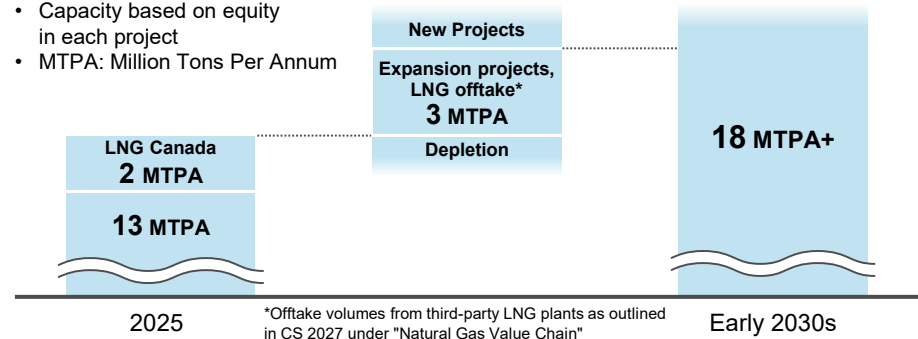 • Capacity based on equity
in each project
• MTPA: Million Tons Per Annum
New Projects
Expansion projects,
LNG offtake*
3 MTPA
Depletion
LNG Canada
2 MTPA
13 MTPA
18 MTPA+
2025
*Offtake volumes from third-party LNG plants as outlined
in CS 2027 under "Natural Gas Value Chain"
Early 2030s